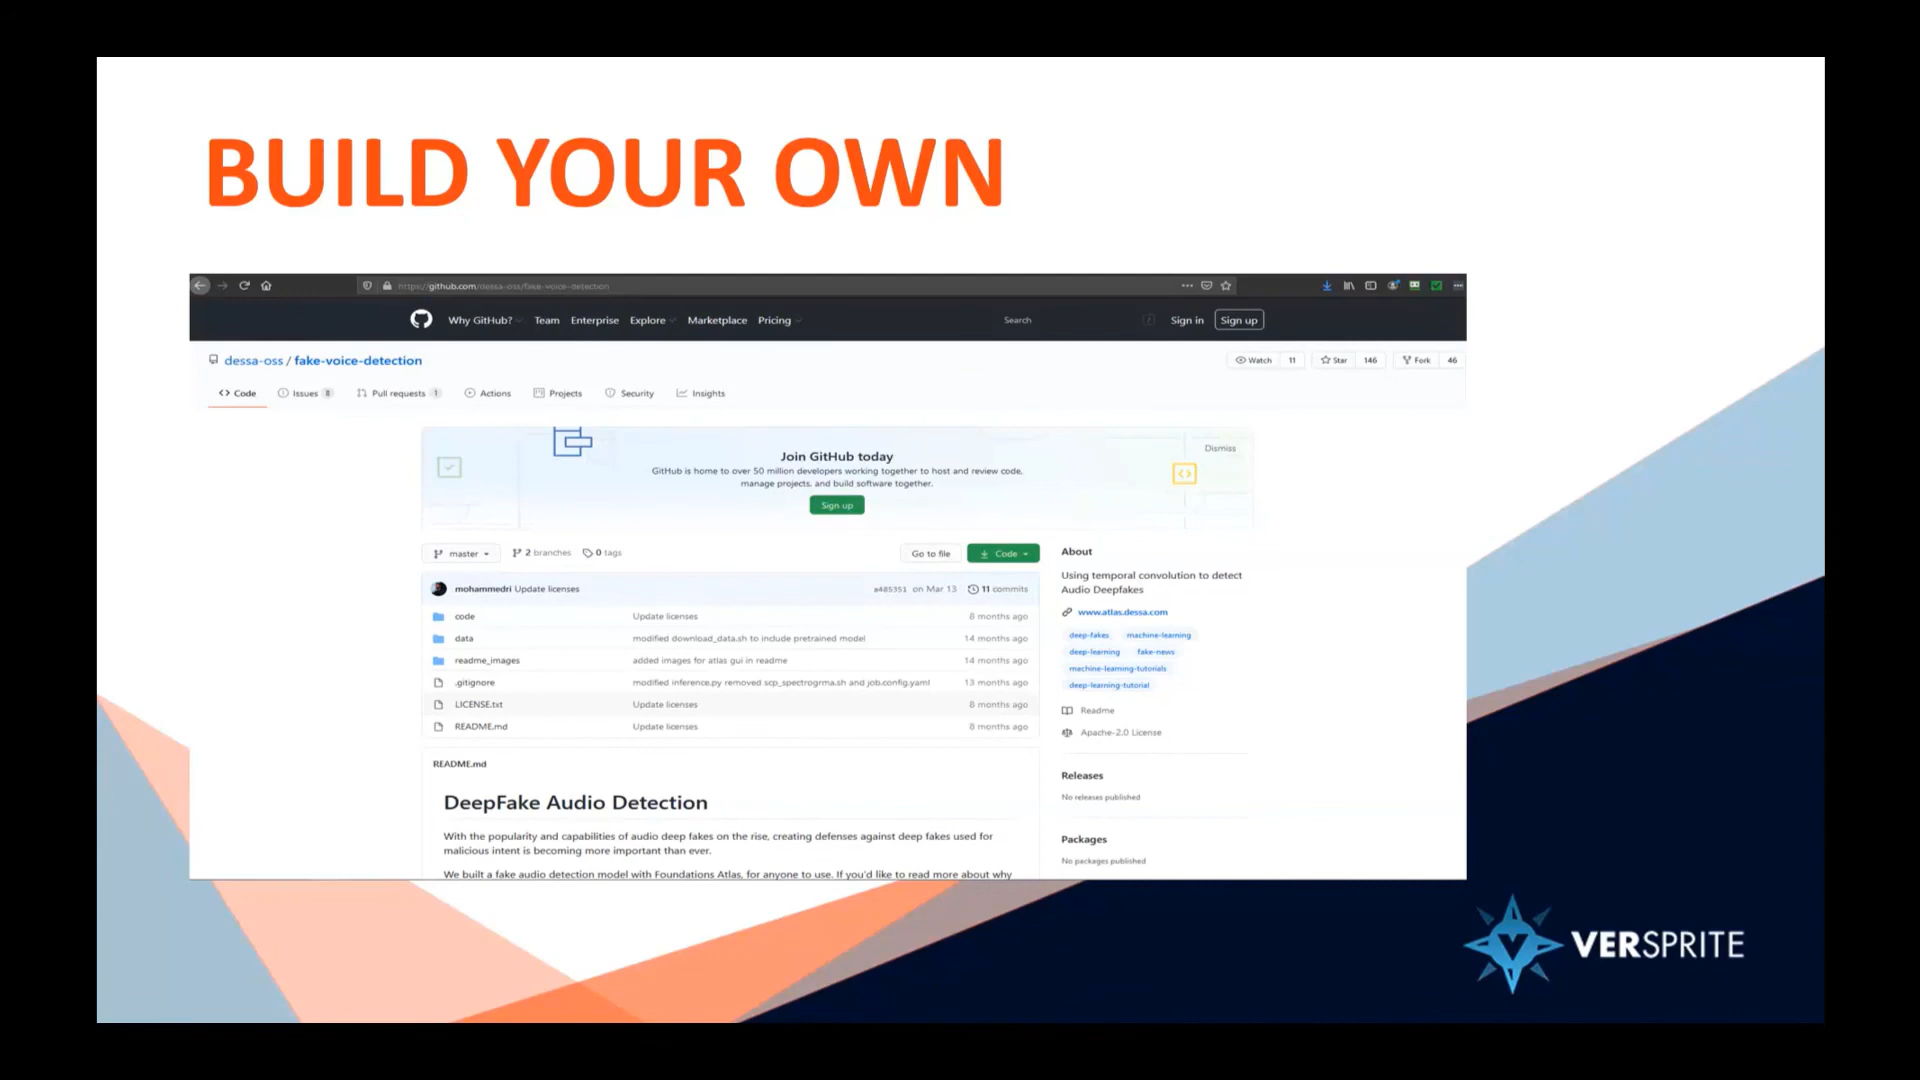 BUILD YOUR OWN
https://github.com/dessa-oss/fake-voice-detection
Why GitHub? Team Enterprise Explore Marketplace Pricing Search / Sign in Sign up
dessa-oss / fake-voice-detection Watch 11 Star 146 Fork 46
Code Issues 8 Pull requests 1 Actions Projects Security Insights
Join GitHub today
Dismiss
GitHub is home to over 50 million developers working together to host and review code,
manage projects, and build software together.
Sign up
master 2 branches 0 tags Go to file Code
mohammedri Update licenses a485351 on Mar 13 11 commits
code Update licenses 8 months ago
data modified download_data.sh to include pretrained model 14 months ago
readme_images added images for atlas gui in readme 14 months ago
.gitignore modified inference.py removed scp_spectrogrma.sh and job.config.yaml 13 months ago
LICENSE.txt Update licenses 8 months ago
README.md Update licenses 8 months ago
README.md
DeepFake Audio Detection
With the popularity and capabilities of audio deep fakes on the rise, creating defenses against deep fakes used for
malicious intent is becoming more important than ever.
We built a fake audio detection model with Foundations Atlas, for anyone to use. If you'd like to read more about why
About
Using temporal convolution to detect
Audio Deepfakes
www.atlas.dessa.com
deep-fakes machine-learning
deep-learning fake-news
machine-learning-tutorials
deep-learning-tutorial
Readme
Apache-2.0 License
Releases
No releases published
Packages
No packages published
VERSPRITE